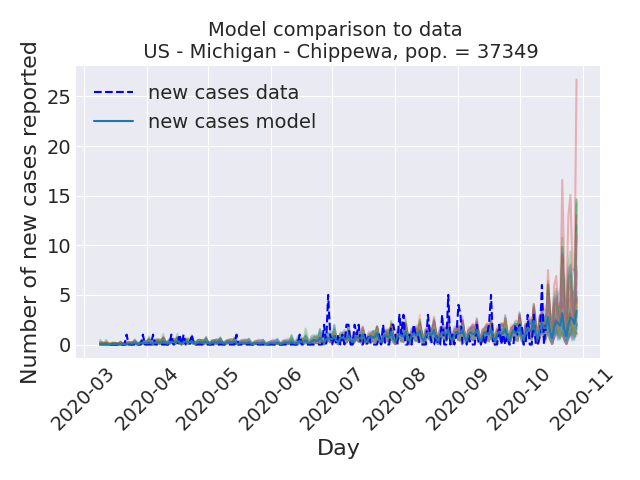 Model comparison to data
US - Michigan - Chippewa, pop. = 37349
Number of new cases reported
25
20
15
10
5
0
new cases data
new cases model
2020-03
2020-04
2020-05
2020-06
2020-07
2020-08
2020-09
2020-10
2020-11
Day